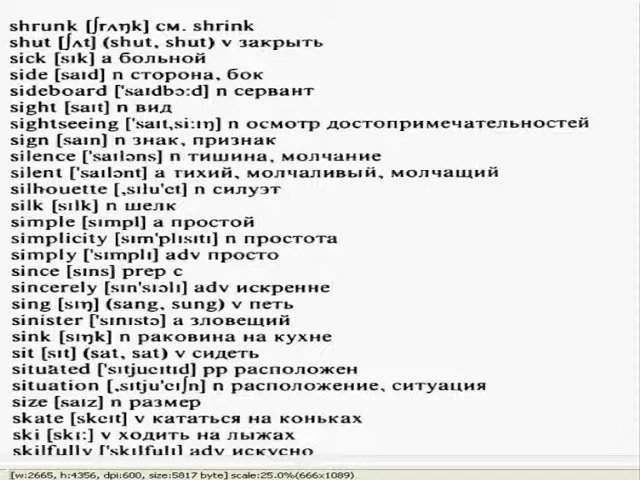 shrunk [ʃrʌŋk] см. shrink
shut [ʃʌt] (shut, shut) v закрыть
sick [sɪk] a больной
side [saɪd] n сторона, бок
sideboard ['saɪdbɔ:d] n сервант
sight [saɪt] n вид
sightseeing ['saɪt,si:ɪŋ] n осмотр достопримечательностей
sign [saɪn] n знак, признак
silence ['saɪləns] n тишина, молчание
silent ['saɪlənt] a тихий, молчаливый, молчащий
silhouette [,sɪlu'et] n силуэт
silk [sɪlk] n шелк
simple [sɪmpl] a простой
simplicity [sɪm'plɪsɪtɪ] n простота
simply ['sɪmplɪ] adv просто
since [sɪns] prep с
sincerely [sɪn'sɪəlɪ] adv искренне
sing [sɪŋ] (sang, sung) v петь
sinister ['sɪnɪstə] a зловещий
sink [sɪŋk] n раковина на кухне
sit [sɪt] (sat, sat) v сидеть
situated ['sɪtjueɪtɪd] pp расположен
situation [,sɪtju'eɪʃn] n расположение, ситуация
size [saɪz] n размер
skate [skeɪt] v кататься на коньках
ski [ski:] v ходить на лыжах
skilfully ['skɪlfulɪ] adv искусно
[w:2665, h:4356, dpi:600, size:5817 byte] scale:25.0%(666x1089)